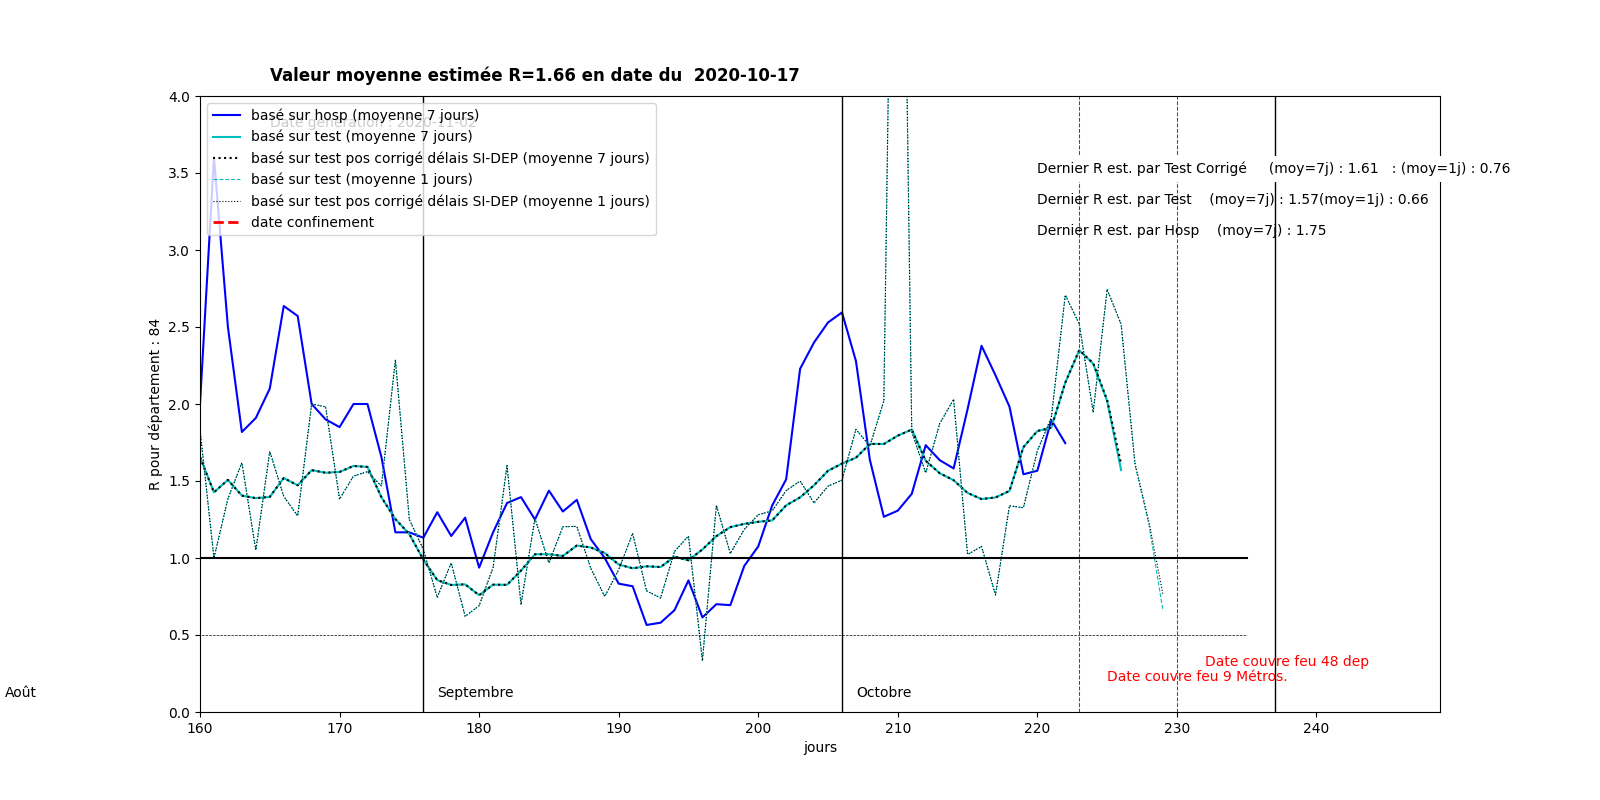 Valeur moyenne estimée R=1.66 en date du  2020-10-17
basé sur hosp (moyenne 7 jours)
Date génération : 2020-11-02
basé sur test (moyenne 7 jours)
basé sur test pos corrigé délais SI-DEP (moyenne 7 jours)
basé sur test (moyenne 1 jours)
basé sur test pos corrigé délais SI-DEP (moyenne 1 jours)
date confinement
Dernier R est. par Test Corrigé     (moy=7j) : 1.61   : (moy=1j) : 0.76
Dernier R est. par Test    (moy=7j) : 1.57(moy=1j) : 0.66
Dernier R est. par Hosp    (moy=7j) : 1.75
R pour département : 84
4.0
3.5
3.0
2.5
2.0
1.5
1.0
0.5
0.0
Date couvre feu 48 dep
Date couvre feu 9 Métros.
Août
Septembre
Octobre
160 170 180 190 200 210 220 230 240
jours